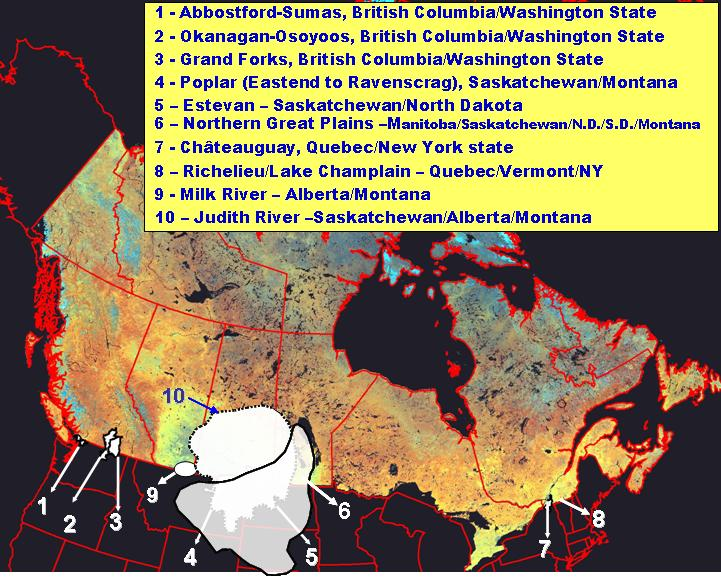 1 - Abbostford-Sumas, British Columbia/Washington State
2 - Okanagan-Osoyoos, British Columbia/Washington State
3 - Grand Forks, British Columbia/Washington State
4 - Poplar (Eastend to Ravenscrag), Saskatchewan/Montana
5 – Estevan – Saskatchewan/North Dakota
6 – Northern Great Plains –Manitoba/Saskatchewan/N.D./S.D./Montana
7 - Châteauguay, Quebec/New York state
8 – Richelieu/Lake Champlain – Quebec/Vermont/NY
9 - Milk River – Alberta/Montana
10 – Judith River –Saskatchewan/Alberta/Montana
10
1
2
3
9
4
5
6
7
8